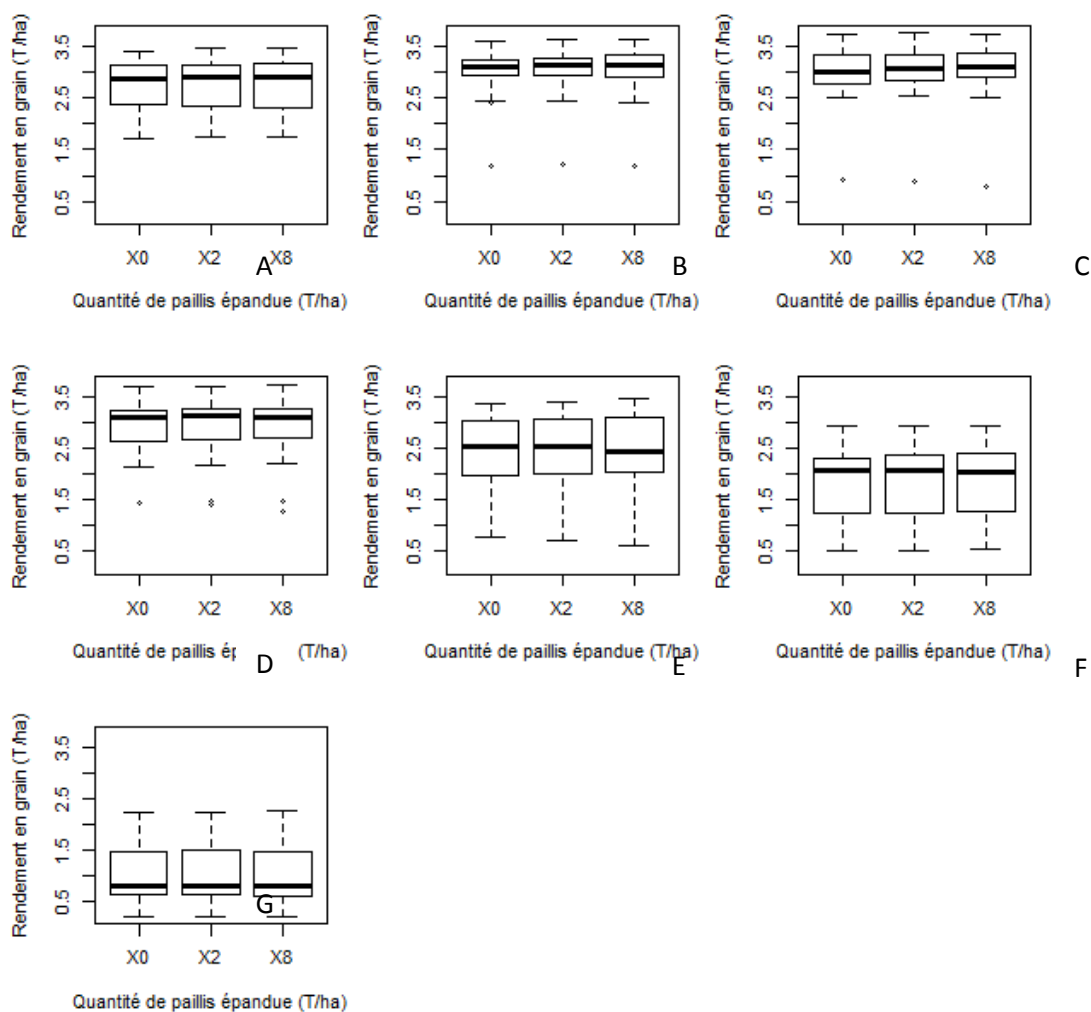 Rendement en grain (T/ha)
0.5 1.5 2.5 3.5
X0 X2 X8
A
Quantité de paillis épandue (T/ha)
Rendement en grain (T/ha)
0.5 1.5 2.5 3.5
X0 X2 X8
B
Quantité de paillis épandue (T/ha)
Rendement en grain (T/ha)
0.5 1.5 2.5 3.5
X0 X2 X8
C
Quantité de paillis épandue (T/ha)
Rendement en grain (T/ha)
0.5 1.5 2.5 3.5
X0 X2 X8
Quantité de paillis (T/ha)
D
Rendement en grain (T/ha)
0.5 1.5 2.5 3.5
X0 X2 X8
Quantité de paillis épandue (T/ha)
E
Rendement en grain (T/ha)
0.5 1.5 2.5 3.5
X0 X2 X8
Quantité de paillis épandue (T/ha)
F
Rendement en grain (T/ha)
0.5 1.5 2.5 3.5
G
X0 X2 X8
Quantité de paillis épandue (T/ha)